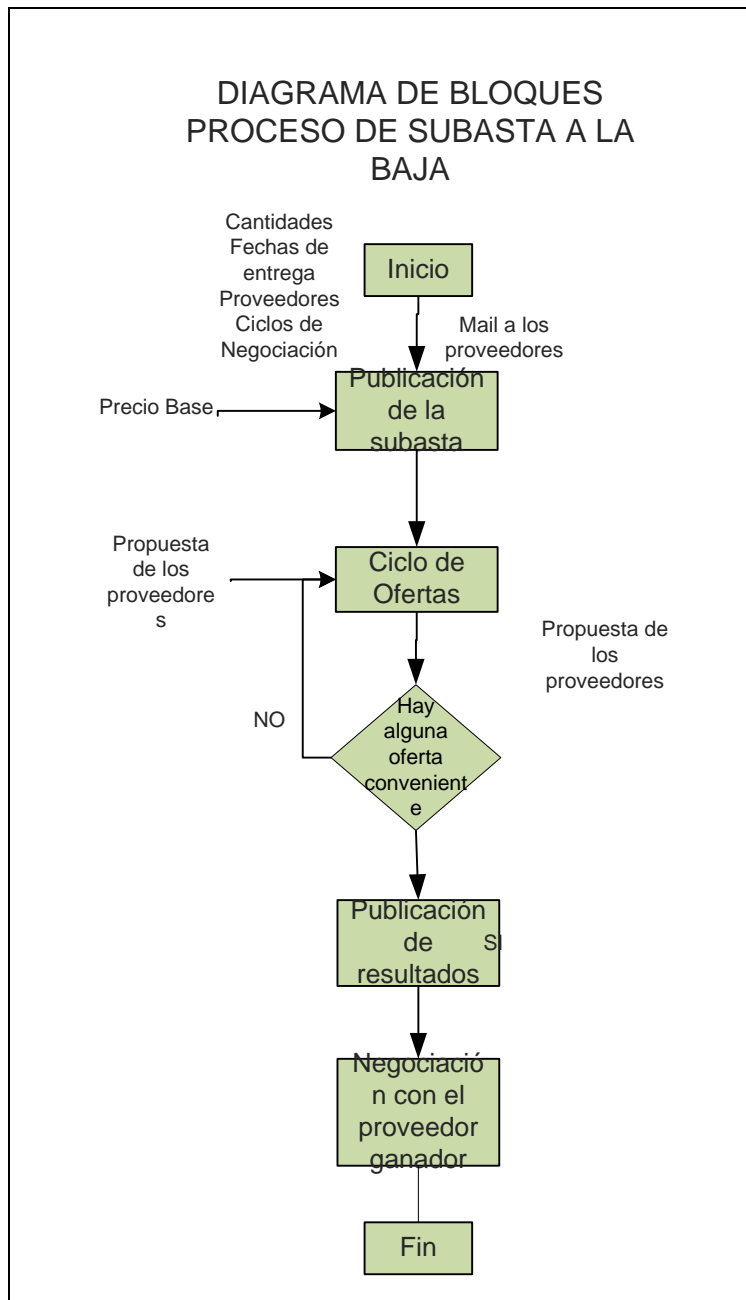 DIAGRAMA DE BLOQUES
PROCESO DE SUBASTA A LA
BAJA
Cantidades
Fechas de
entrega
Proveedores
Ciclos de
Negociación
Inicio
Mail a los
proveedores
Precio Base
Publicación
de la
subasta
Propuesta
de los
proveedore
s
Ciclo de
Ofertas
Propuesta de
los
proveedores
NO
Hay
alguna
oferta
convenient
e
Publicación
de
resultados
SI
Negociació
n con el
proveedor
ganador
Fin